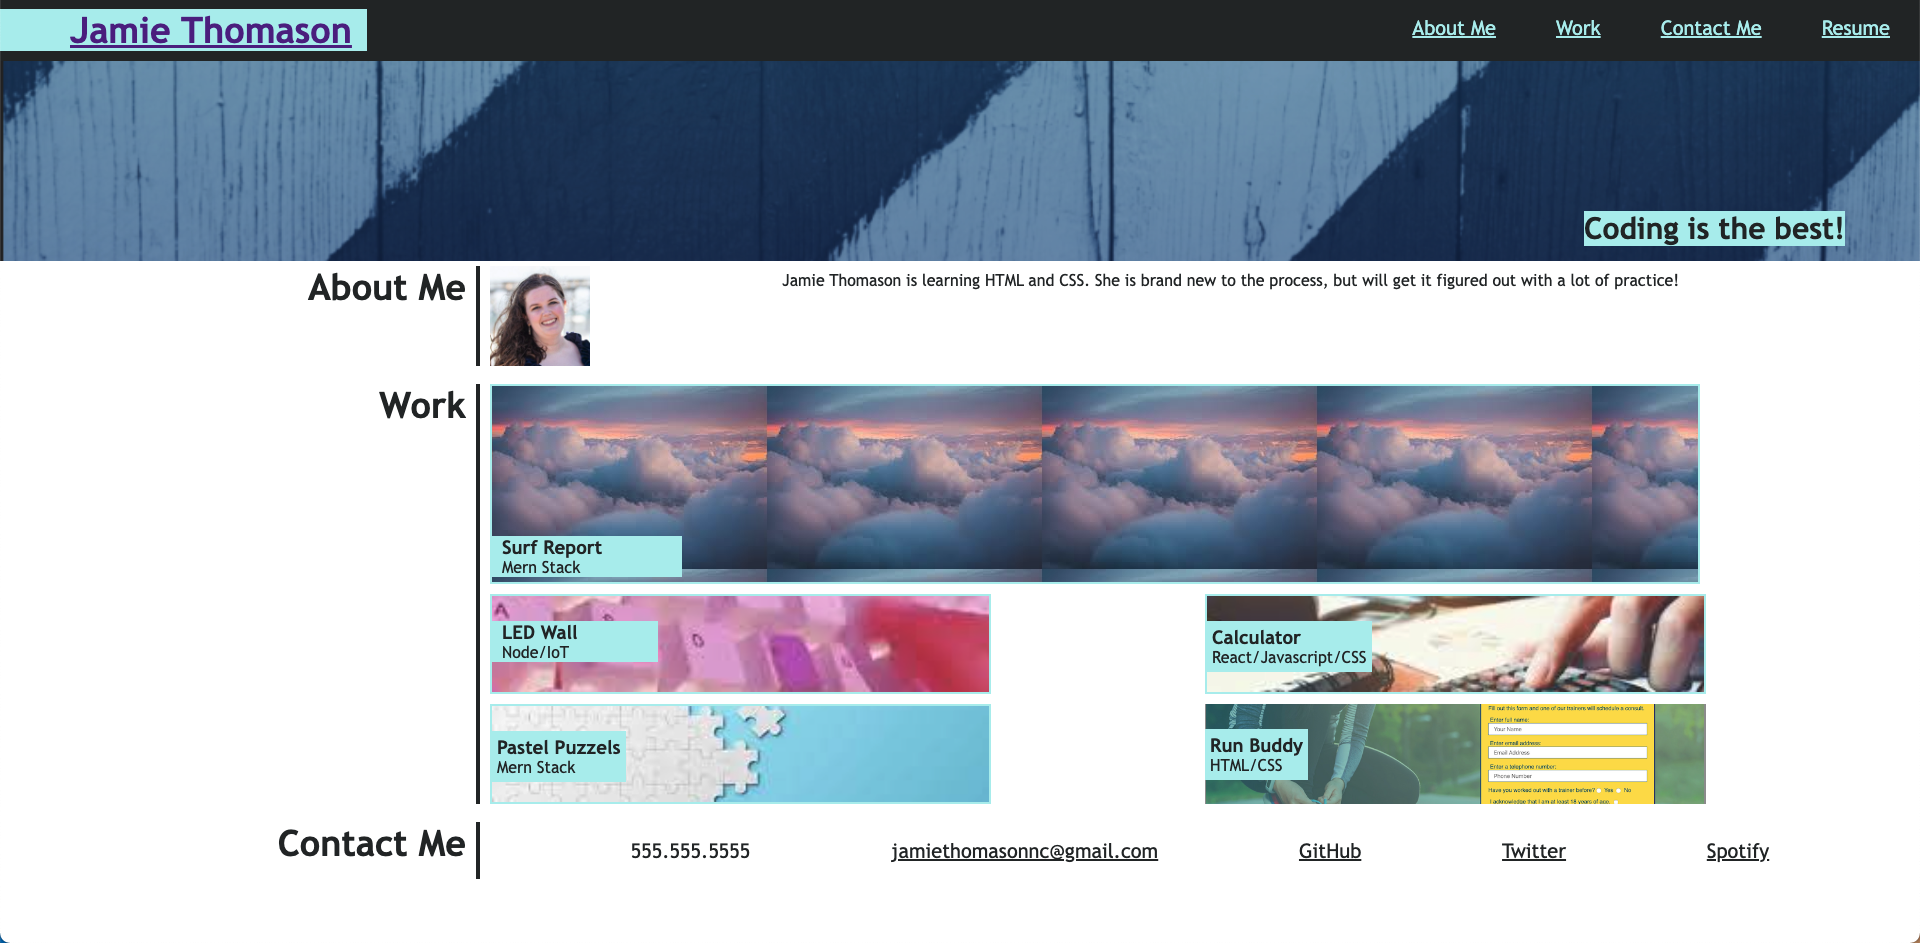 Jamie Thomason
About Me Work Contact Me Resume
Coding is the best!
About Me
Jamie Thomason is learning HTML and CSS. She is brand new to the process, but will get it figured out with a lot of practice!
Work
Surf Report
Mern Stack
A
D
O
LED Wall
Node/IoT
Calculator
React/Javascript/CSS
Pastel Puzzels
Mern Stack
Run Buddy
HTML/CSS
Fill out this form and one of our trainers will schedule a consult.
Enter full name:
Your Name
Enter email address:
Email Address
Enter a telephone number:
Phone Number
Have you worked out with a trainer before? Yes No
I acknowledge that I am at least 18 years of age.
Contact Me
555.555.5555 jamiethomasonnc@gmail.com GitHub Twitter Spotify